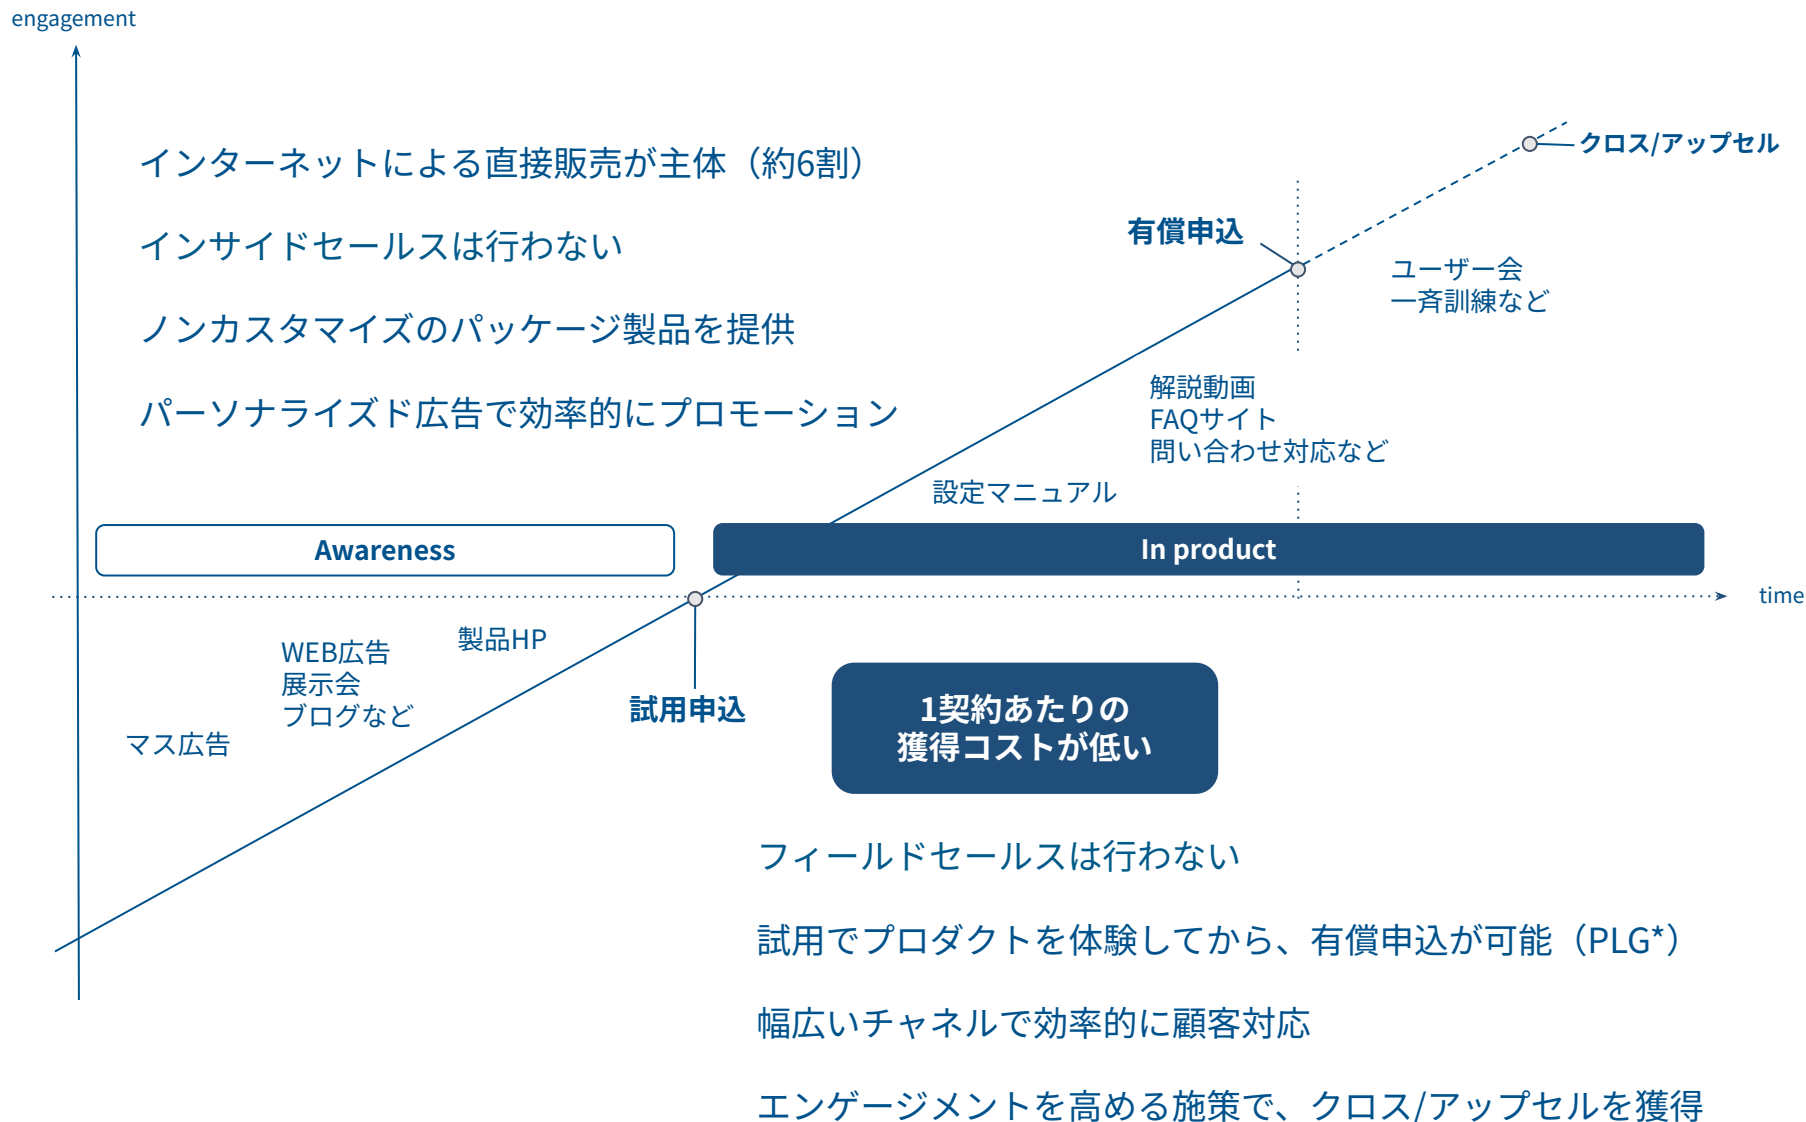 engagement
インターネットによる直接販売が主体（約6割）
インサイドセールスは行わない
ノンカスタマイズのパッケージ製品を提供
パーソナライズド広告で効率的にプロモーション
クロス/アップセル
有償申込
ユーザー会
一斉訓練など
解説動画
FAQサイト
問い合わせ対応など
設定マニュアル
Awareness
In product
time
製品HP
WEB広告
展示会
ブログなど
マス広告
試用申込
1契約あたりの
獲得コストが低い
フィールドセールスは行わない
試用でプロダクトを体験してから、有償申込が可能（PLG*）
幅広いチャネルで効率的に顧客対応
エンゲージメントを高める施策で、クロス/アップセルを獲得